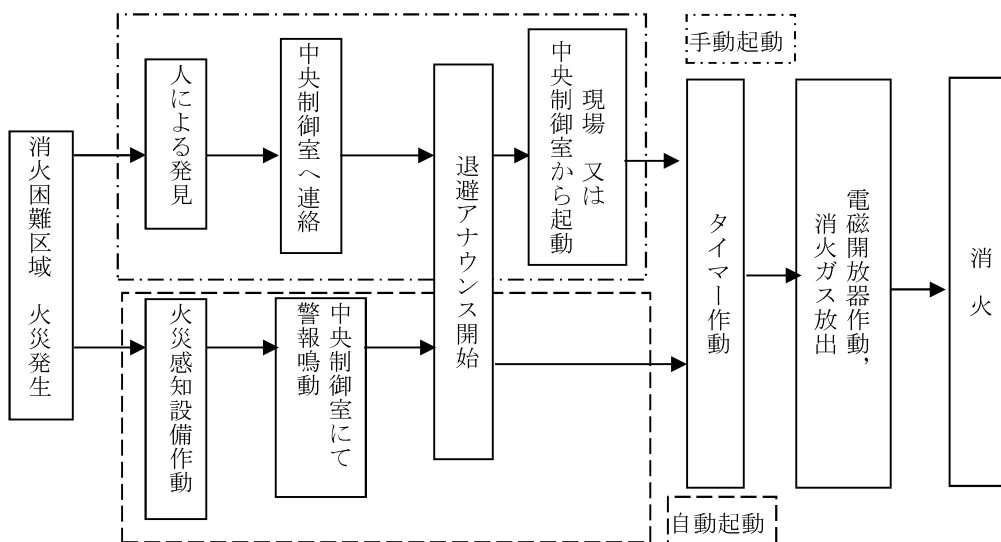 消火困難区域　火災発生
人による発見
中央制御室へ連絡
退避アナウンス開始
現場　又は
中央制御室から起動
手動起動
火災感知設備作動
中央制御室にて
警報鳴動
自動起動
タイマー作動
電磁開放器作動，
消火ガス放出
消　火